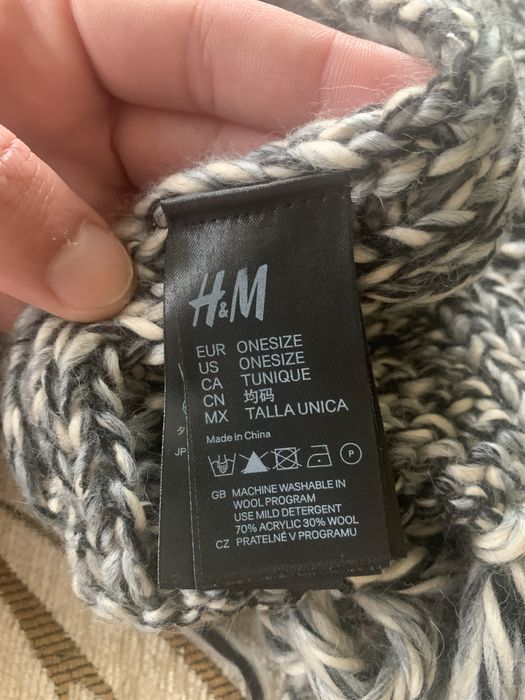 H&M
EUR ONESIZE
US ONESIZE
CA TUNIQUE
CN 均码
MX TALLA UNICA
Made in China
P
GB MACHINE WASHABLE IN
WOOL PROGRAM
USE MILD DETERGENT
70% ACRYLIC 30% WOOL
CZ PRATELNÉ V PROGRAMU
JP